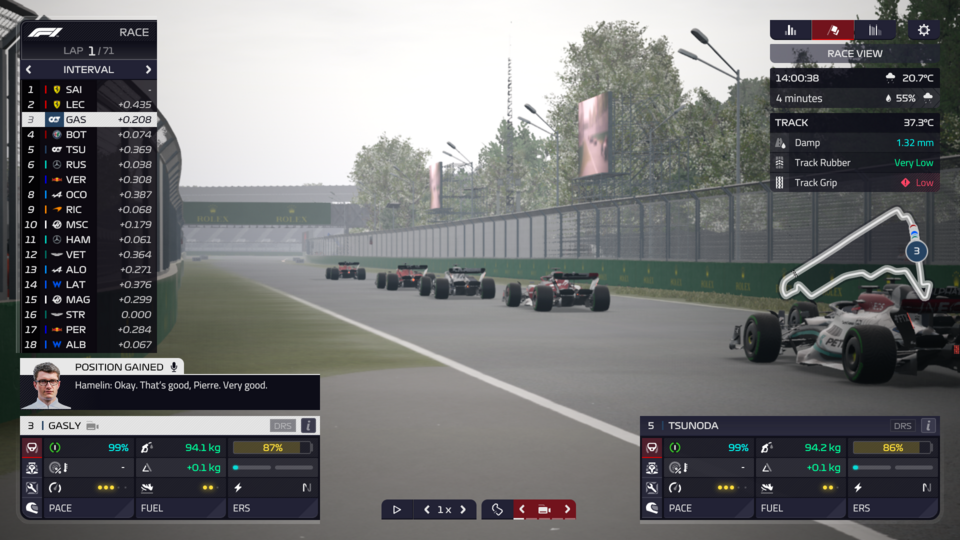 F1 RACE
LAP 1 / 71
INTERVAL
1 SAI -
2 LEC +0.435
3 GAS +0.208
4 BOT +0.074
5 TSU +0.369
6 RUS +0.038
7 VER +0.308
8 OCO +0.387
9 RIC +0.068
10 MSC +0.179
11 HAM +0.061
12 VET +0.364
13 ALO +0.271
14 LAT +0.376
15 MAG +0.299
16 STR 0.000
17 PER +0.284
18 ALB +0.067
RACE VIEW
14:00:38 20.7°C
4 minutes 55%
TRACK 37.3°C
Damp 1.32 mm
Track Rubber Very Low
Track Grip Low
3
ROLEX ROLEX
POSITION GAINED
Hamelin: Okay. That's good, Pierre. Very good.
3 GASLY DRS i
99% 94.1 kg 87%
- +0.1 kg
N
PACE FUEL ERS
1x
5 TSUNODA DRS i
99% 94.2 kg 86%
- +0.1 kg
N
PACE FUEL ERS